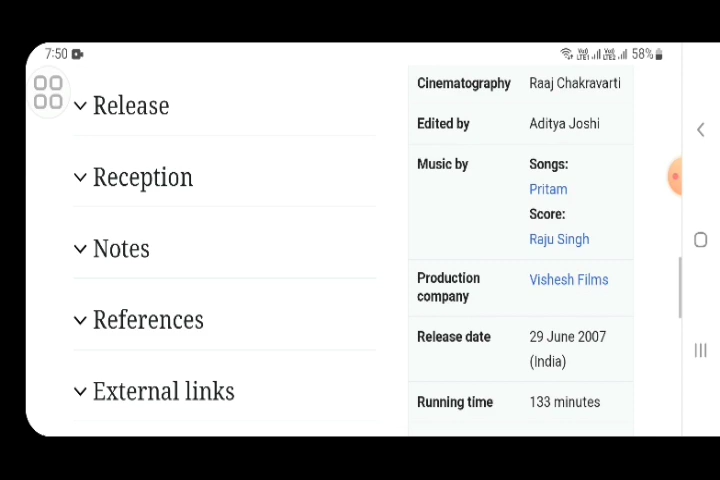 7:50
58%
Release
Reception
Notes
References
External links
Cinematography Raaj Chakravarti
Edited by Aditya Joshi
Music by Songs:
Pritam
Score:
Raju Singh
Production Vishesh Films
company
Release date 29 June 2007
(India)
Running time 133 minutes